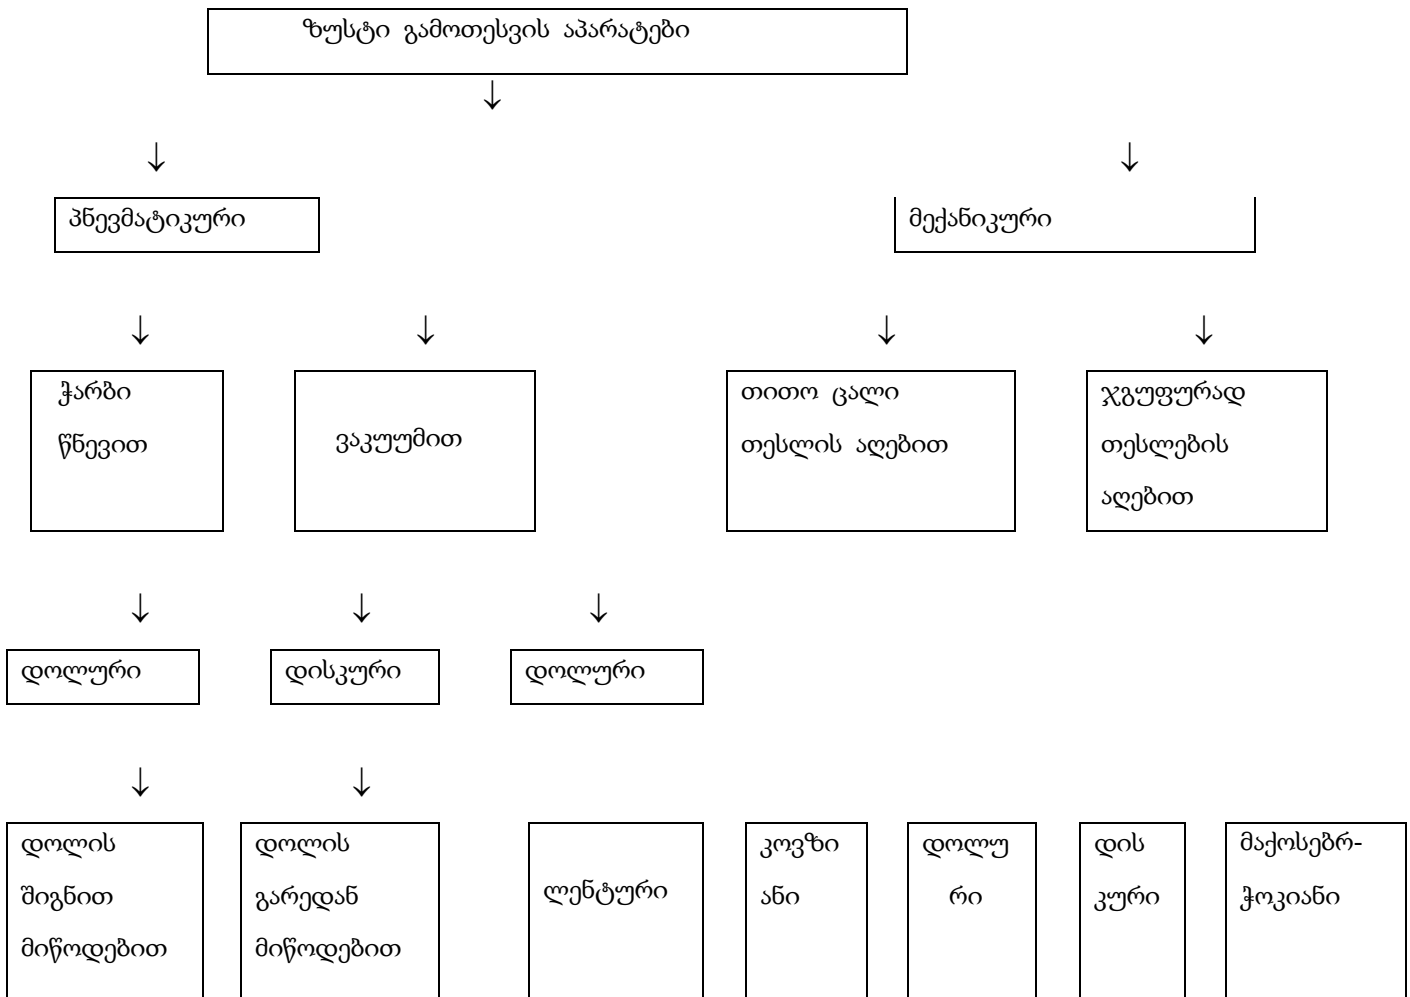 ზუსტი გამოთესვის აპარატები
პნევმატიკური
მექანიკური
ჭარბი
წნევით
ვაკუუმით
თითო ცალი
თესლის აღებით
ჯგუფურად
თესლების
აღებით
დოლური
დისკური
დოლური
დოლის
შიგნით
მიწოდებით
დოლის
გარედან
მიწოდებით
ლენტური
კოვზი
ანი
დოლუ
რი
დის
კური
მაქოსებრ-
ჭოკიანი